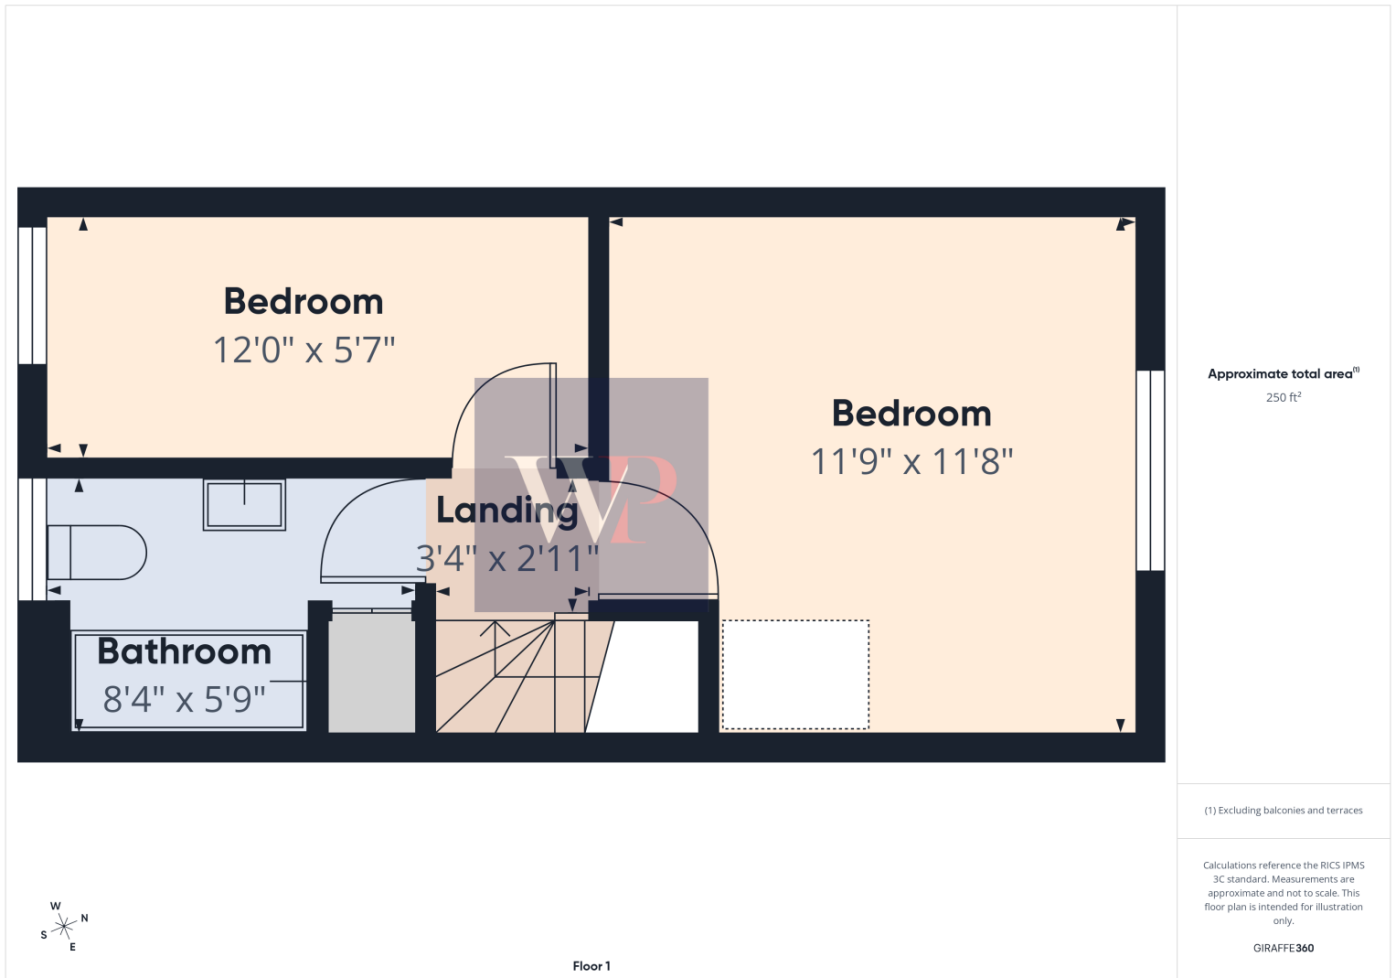 Bedroom
12'0" x 5'7"
Bedroom
11'9" x 11'8"
Landing
3'4" x 2'11"
WP
Bathroom
8'4" x 5'9"
Approximate total area(1)
250 ft²
(1) Excluding balconies and terraces
Calculations reference the RICS IPMS
3C standard. Measurements are
approximate and not to scale. This
floor plan is intended for illustration
only.
GIRAFFE360
W
N
S
E
Floor 1